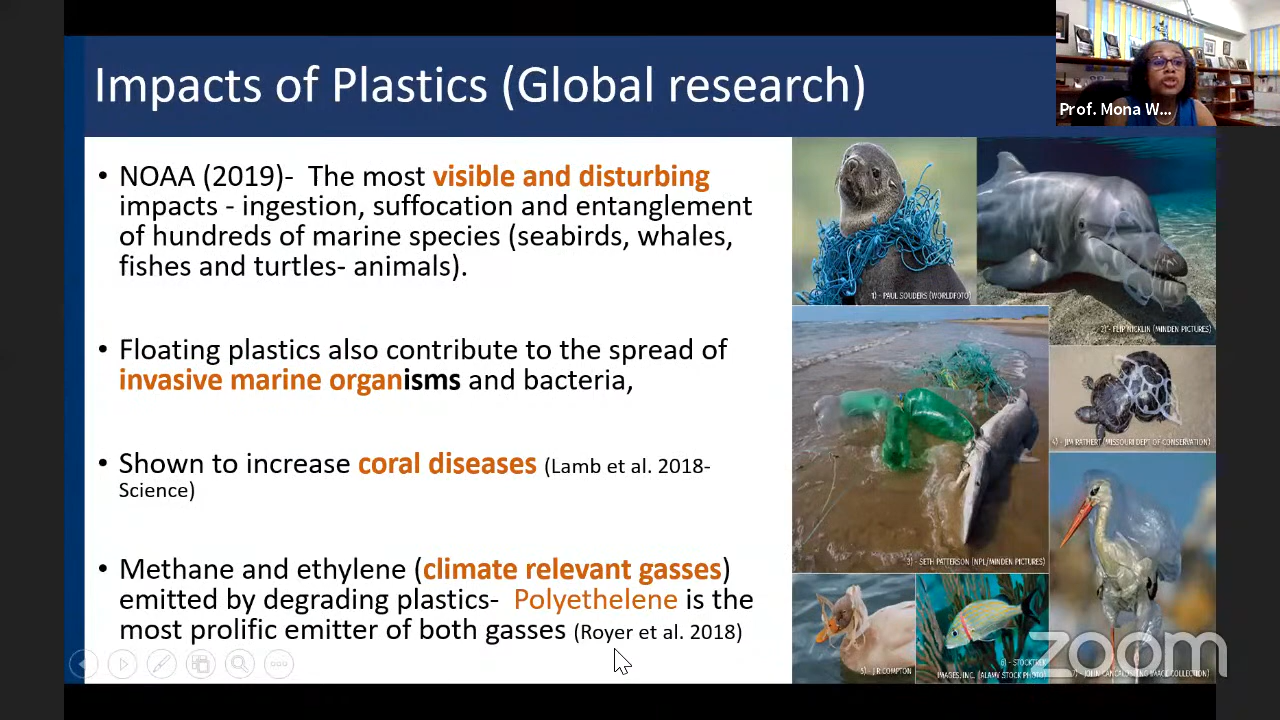 Impacts of Plastics (Global research)
Prof. Mona W...
• NOAA (2019)- The most visible and disturbing
impacts - ingestion, suffocation and entanglement
of hundreds of marine species (seabirds, whales,
fishes and turtles- animals).
• Floating plastics also contribute to the spread of
invasive marine organisms and bacteria,
• Shown to increase coral diseases (Lamb et al. 2018-
Science)
• Methane and ethylene (climate relevant gasses)
emitted by degrading plastics- Polyethelene is the
most prolific emitter of both gasses (Royer et al. 2018)
1) - PAUL SOUDERS (WORLDFOTO)
2) - FLIP NICKLIN (MINDEN PICTURES)
3) - SETH PATTERSON (NPL/MINDEN PICTURES)
4) - JIM RATHERT (MISSOURI DEPT OF CONSERVATION)
5) - J R COMPTON
6) - STOCKTREK
IMAGES, INC. (ALAMY STOCK PHOTO)
IMAGE COLLECTION)
zoom